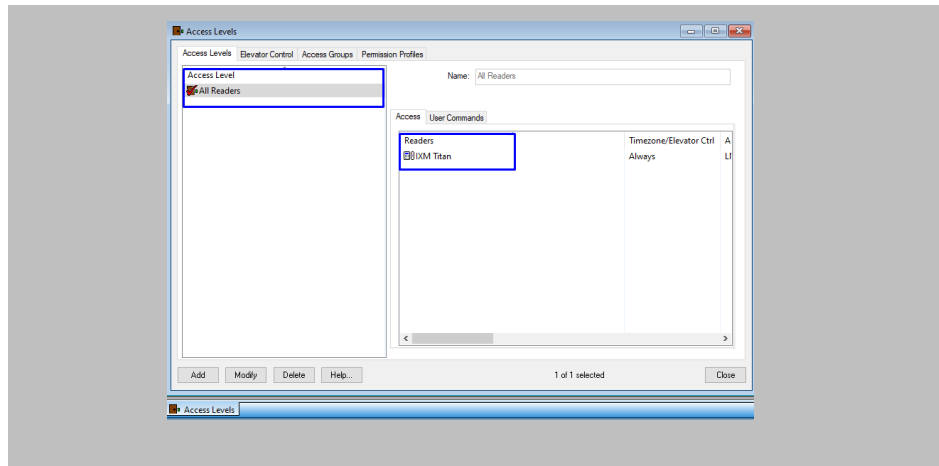 Access Levels
Access Levels Elevator Control Access Groups Permission Profiles
Access Level
All Readers
Name: All Readers
Access User Commands
Readers Timezone/Elevator Ctrl A
IXM Titan Always
Add Modify Delete Help... 1 of 1 selected Close
Access Levels